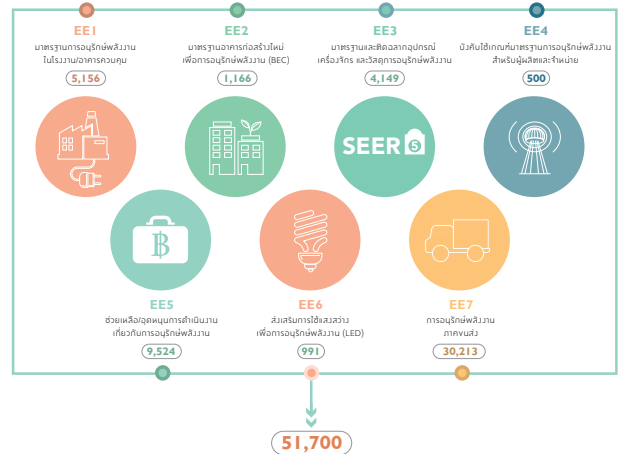 EE1
มาตรฐานการอนุรักษ์พลังงาน
ในโรงงาน/อาคารควบคุม
5,156
EE2
มาตรฐานอาคารก่อสร้างใหม่
เพื่อการอนุรักษ์พลังงาน (BEC)
1,166
EE3
มาตรฐานและติดฉลากอุปกรณ์
เครื่องจักร และวัสดุการอนุรักษ์พลังงาน
4,149
EE4
บังคับใช้เกณฑ์มาตรฐานการอนุรักษ์พลังงาน
สำหรับผู้ผลิตและจำหน่าย
500
SEER 5
฿
EE5
ช่วยเหลือ/อุดหนุนการดำเนินงาน
เกี่ยวกับการอนุรักษ์พลังงาน
9,524
EE6
ส่งเสริมการใช้แสงสว่าง
เพื่อการอนุรักษ์พลังงาน (LED)
991
EE7
การอนุรักษ์พลังงาน
ภาคขนส่ง
30,213
51,700